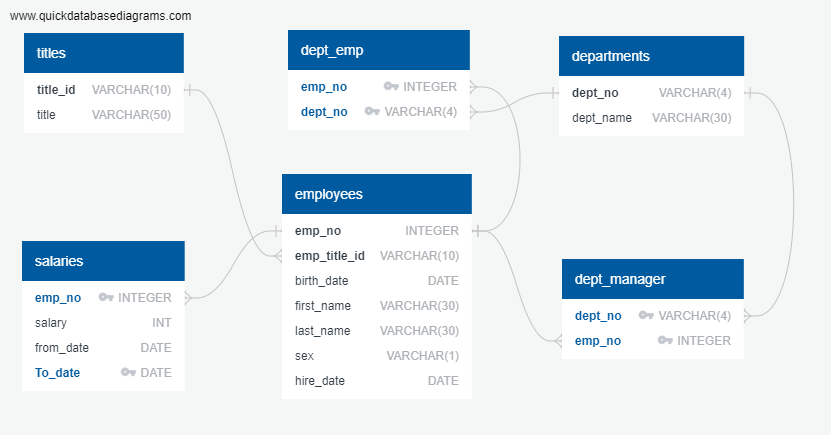 www.quickdatabasediagrams.com
titles
title_id VARCHAR(10)
title VARCHAR(50)
dept_emp
emp_no INTEGER
dept_no VARCHAR(4)
departments
dept_no VARCHAR(4)
dept_name VARCHAR(30)
employees
emp_no INTEGER
emp_title_id VARCHAR(10)
birth_date DATE
first_name VARCHAR(30)
last_name VARCHAR(30)
sex VARCHAR(1)
hire_date DATE
salaries
emp_no INTEGER
salary INT
from_date DATE
To_date DATE
dept_manager
dept_no VARCHAR(4)
emp_no INTEGER